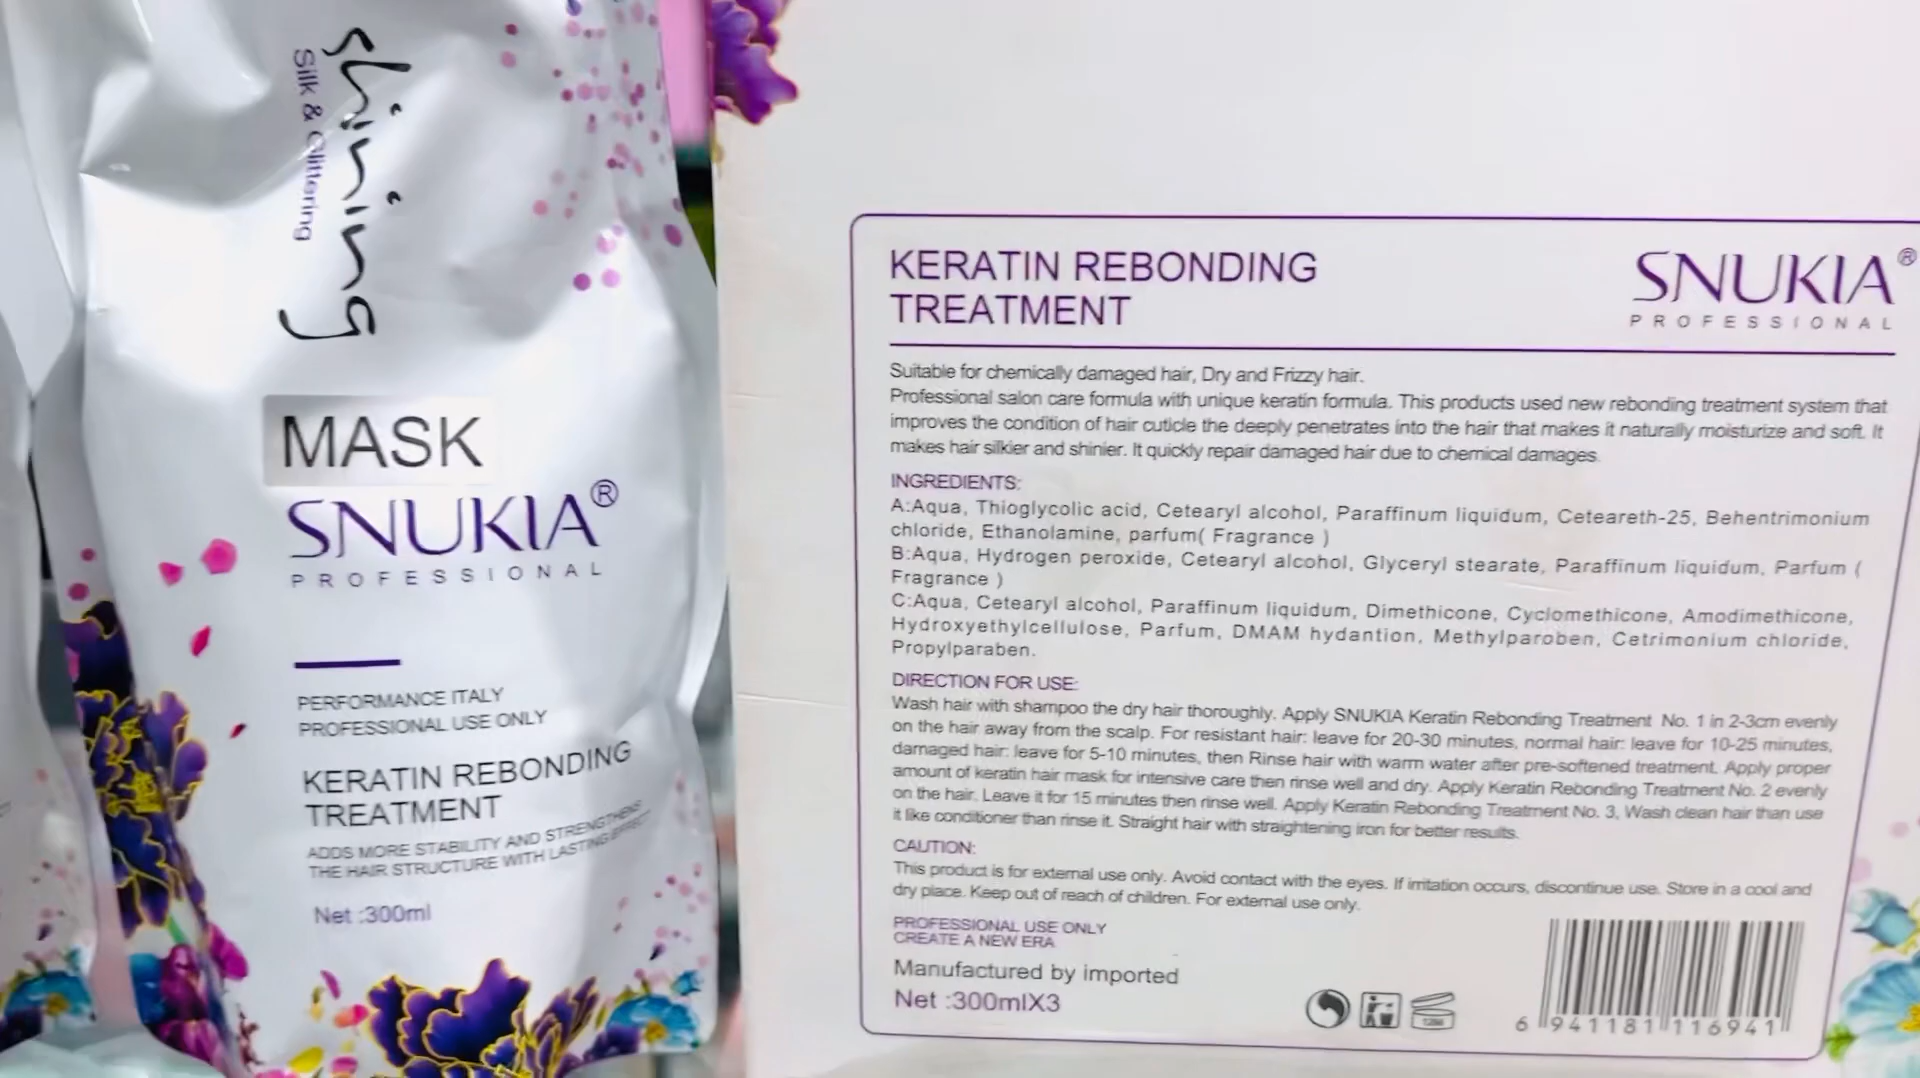 shining
Silk & Glittering
MASK
SNUKIA®
PROFESSIONAL
PERFORMANCE ITALY
PROFESSIONAL USE ONLY
KERATIN REBONDING
TREATMENT
ADDS MORE STABILITY AND STRENGTHENS
THE HAIR STRUCTURE WITH LASTING EFFECT
Net :300ml
KERATIN REBONDING
TREATMENT
SNUKIA®
PROFESSIONAL
Suitable for chemically damaged hair, Dry and Frizzy hair.
Professional salon care formula with unique keratin formula. This products used new rebonding treatment system that
improves the condition of hair cuticle the deeply penetrates into the hair that makes it naturally moisturize and soft. It
makes hair silkier and shinier. It quickly repair damaged hair due to chemical damages.
INGREDIENTS:
A:Aqua, Thioglycolic acid, Cetearyl alcohol, Paraffinum liquidum, Ceteareth-25, Behentrimonium
chloride, Ethanolamine, parfum( Fragrance )
B:Aqua, Hydrogen peroxide, Cetearyl alcohol, Glyceryl stearate, Paraffinum liquidum, Parfum (
Fragrance )
C:Aqua, Cetearyl alcohol, Paraffinum liquidum, Dimethicone, Cyclomethicone, Amodimethicone,
Hydroxyethylcellulose, Parfum, DMAM hydantion, Methylparoben, Cetrimonium chloride,
Propylparaben.
DIRECTION FOR USE:
Wash hair with shampoo the dry hair thoroughly. Apply SNUKIA Keratin Rebonding Treatment No. 1 in 2-3cm evenly
on the hair away from the scalp. For resistant hair: leave for 20-30 minutes, normal hair: leave for 10-25 minutes,
damaged hair: leave for 5-10 minutes, then Rinse hair with warm water after pre-softened treatment. Apply proper
amount of keratin hair mask for intensive care then rinse well and dry. Apply Keratin Rebonding Treatment No. 2 evenly
on the hair. Leave it for 15 minutes then rinse well. Apply Keratin Rebonding Treatment No. 3, Wash clean hair than use
it like conditioner than rinse it. Straight hair with straightening iron for better results.
CAUTION:
This product is for external use only. Avoid contact with the eyes. If irritation occurs, discontinue use. Store in a cool and
dry place. Keep out of reach of children. For external use only.
PROFESSIONAL USE ONLY
CREATE A NEW ERA
Manufactured by imported
Net :300mlX3
6 941181 116941